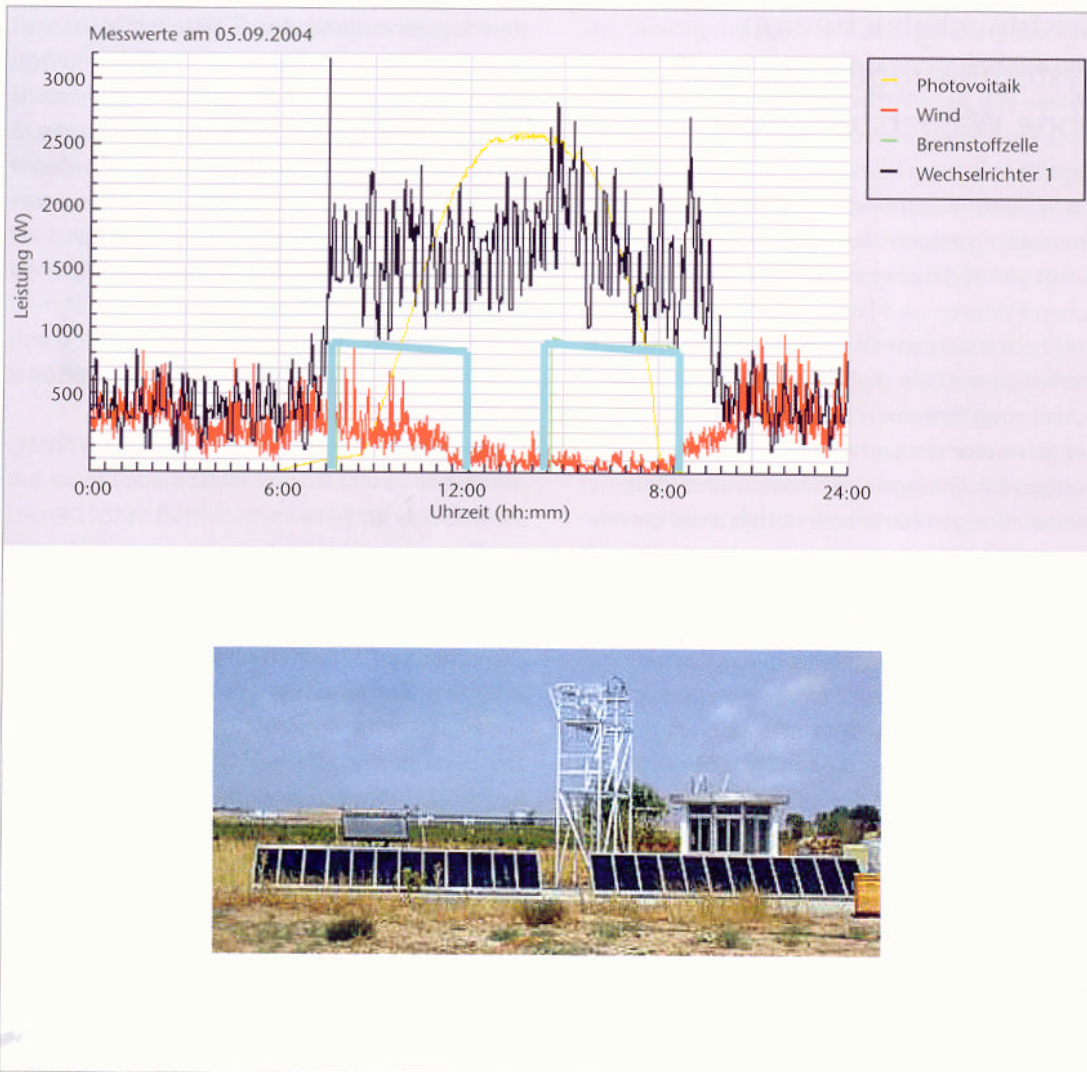 Messwerte am 05.09.2004
3000
2500
2000
1500
1000
500
Leistung (W)
0:00 6:00 12:00 8:00 24:00
Uhrzeit (hh:mm)
Photovoitaik
Wind
Brennstoffzelle
Wechselrichter 1